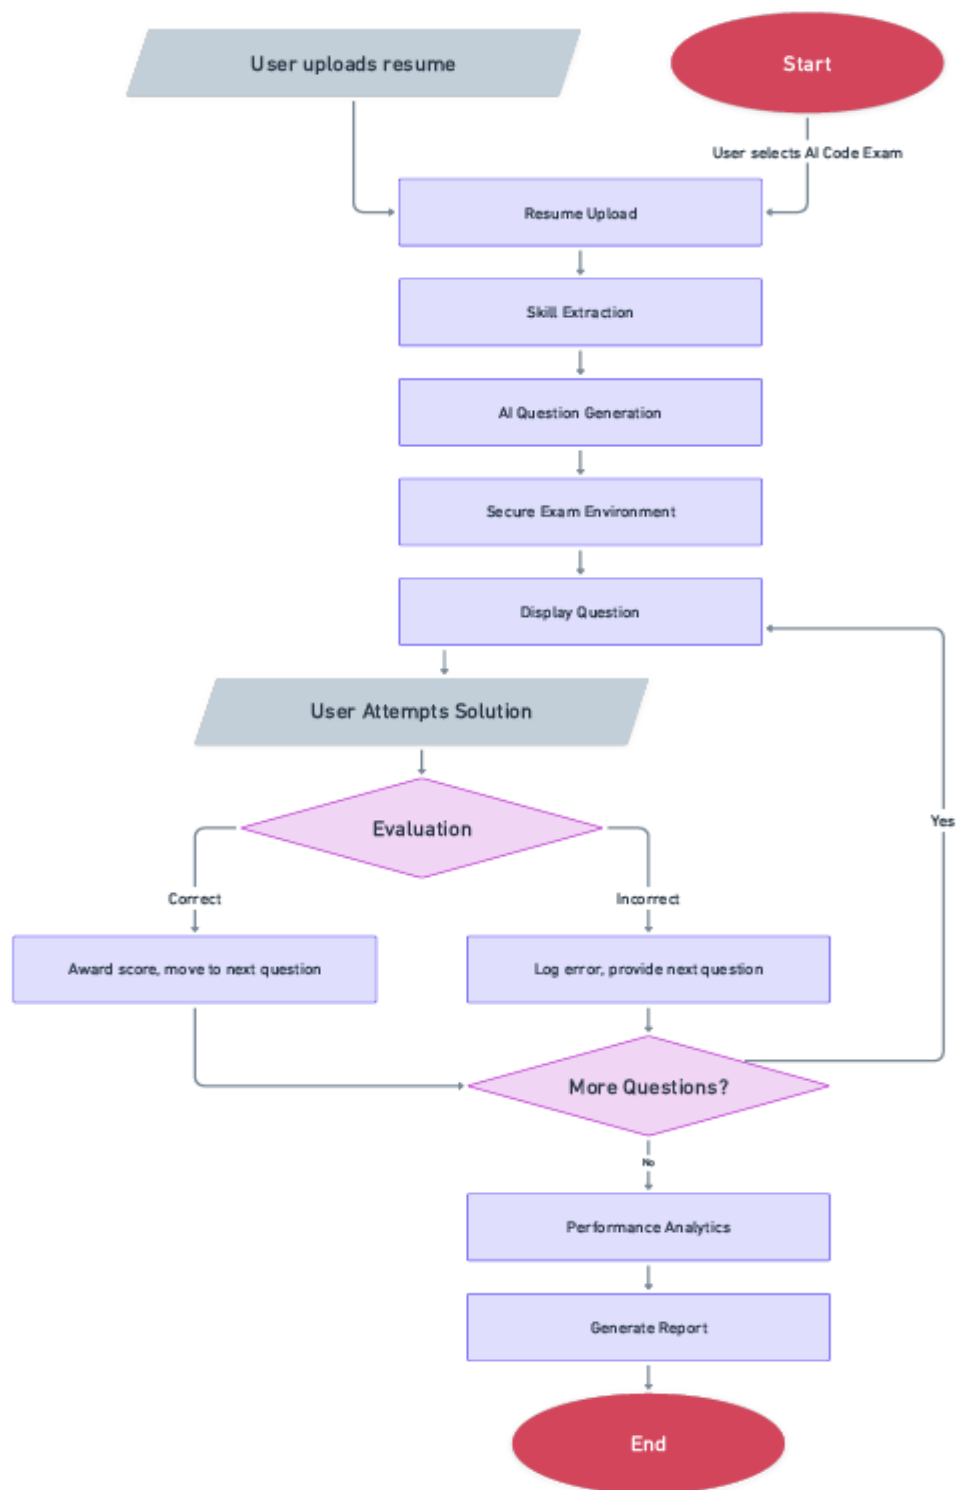 User uploads resume
Start
User selects AI Code Exam
Resume Upload
Skill Extraction
AI Question Generation
Secure Exam Environment
Display Question
User Attempts Solution
Yes
Evaluation
Correct
Incorrect
Award score, move to next question
Log error, provide next question
More Questions?
No
Performance Analytics
Generate Report
End